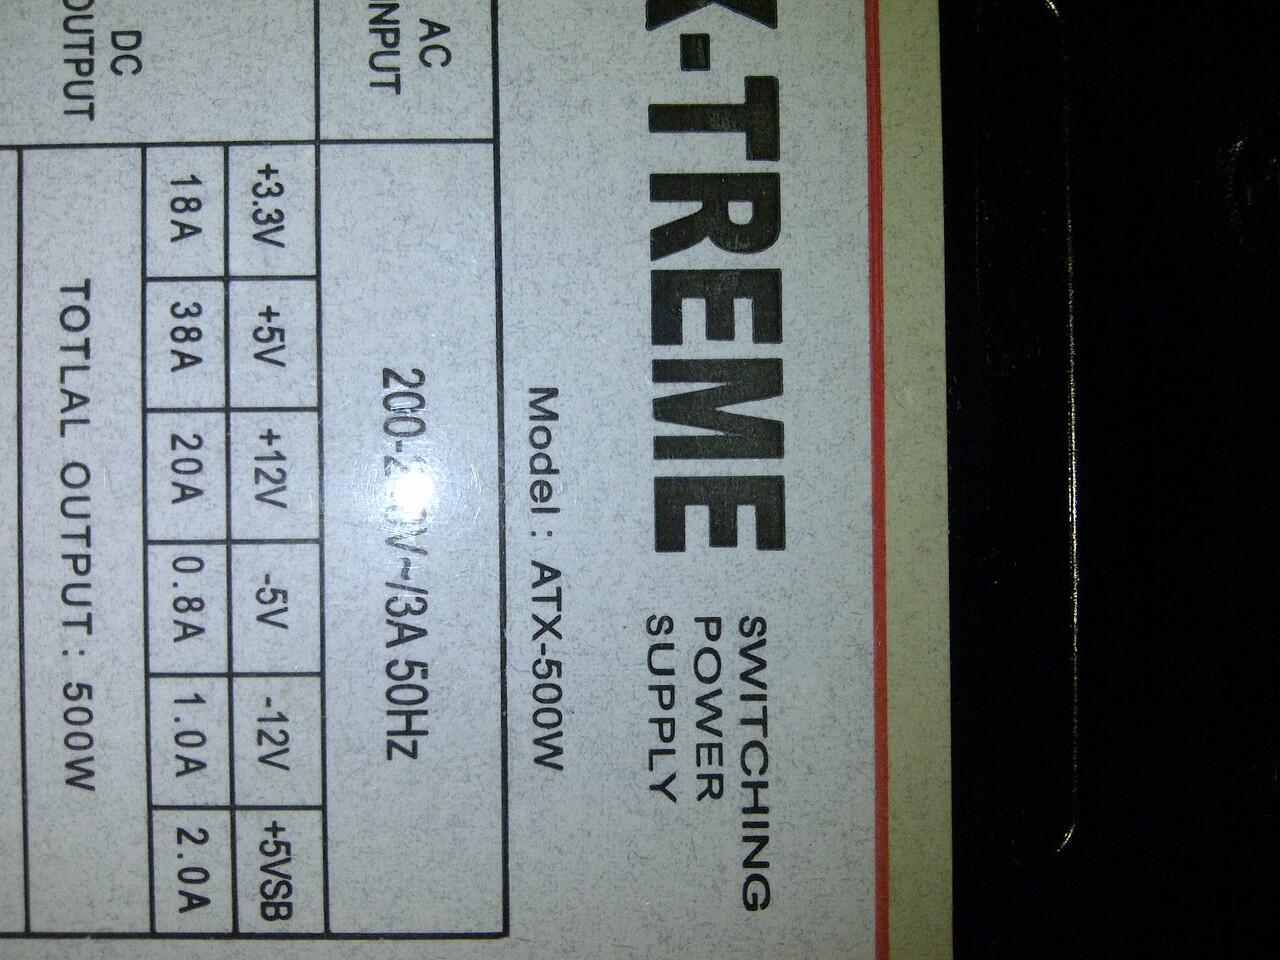 X-TREME
SWITCHING
POWER
SUPPLY
Model : ATX-500W
AC
INPUT
/3A 50Hz
DC
OUTPUT
+3.3V +5V +12V -5V -12V +5VSB
18A 38A 20A 0.8A 1.0A 2.0A
TOTLAL OUTPUT : 500W